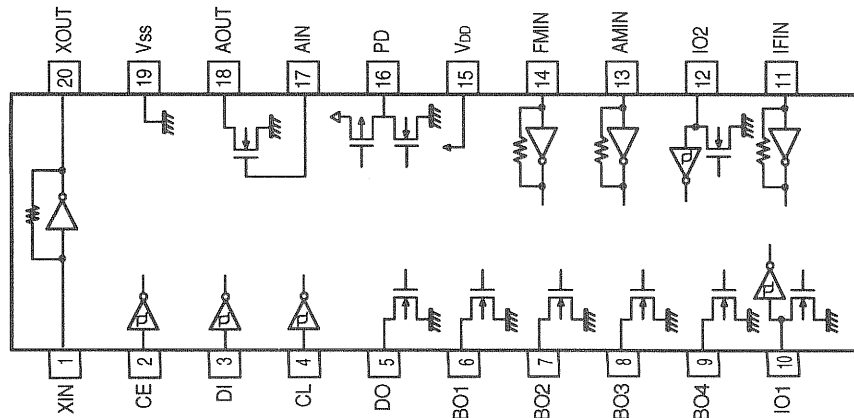 XOUT
20
Vss
19
AOUT
18
AIN
17
PD
16
VDD
15
FMIN
14
AMIN
13
IO2
12
IFIN
11
1
XIN
2
CE
3
DI
4
CL
5
DO
6
BO1
7
BO2
8
BO3
9
BO4
10
IO1